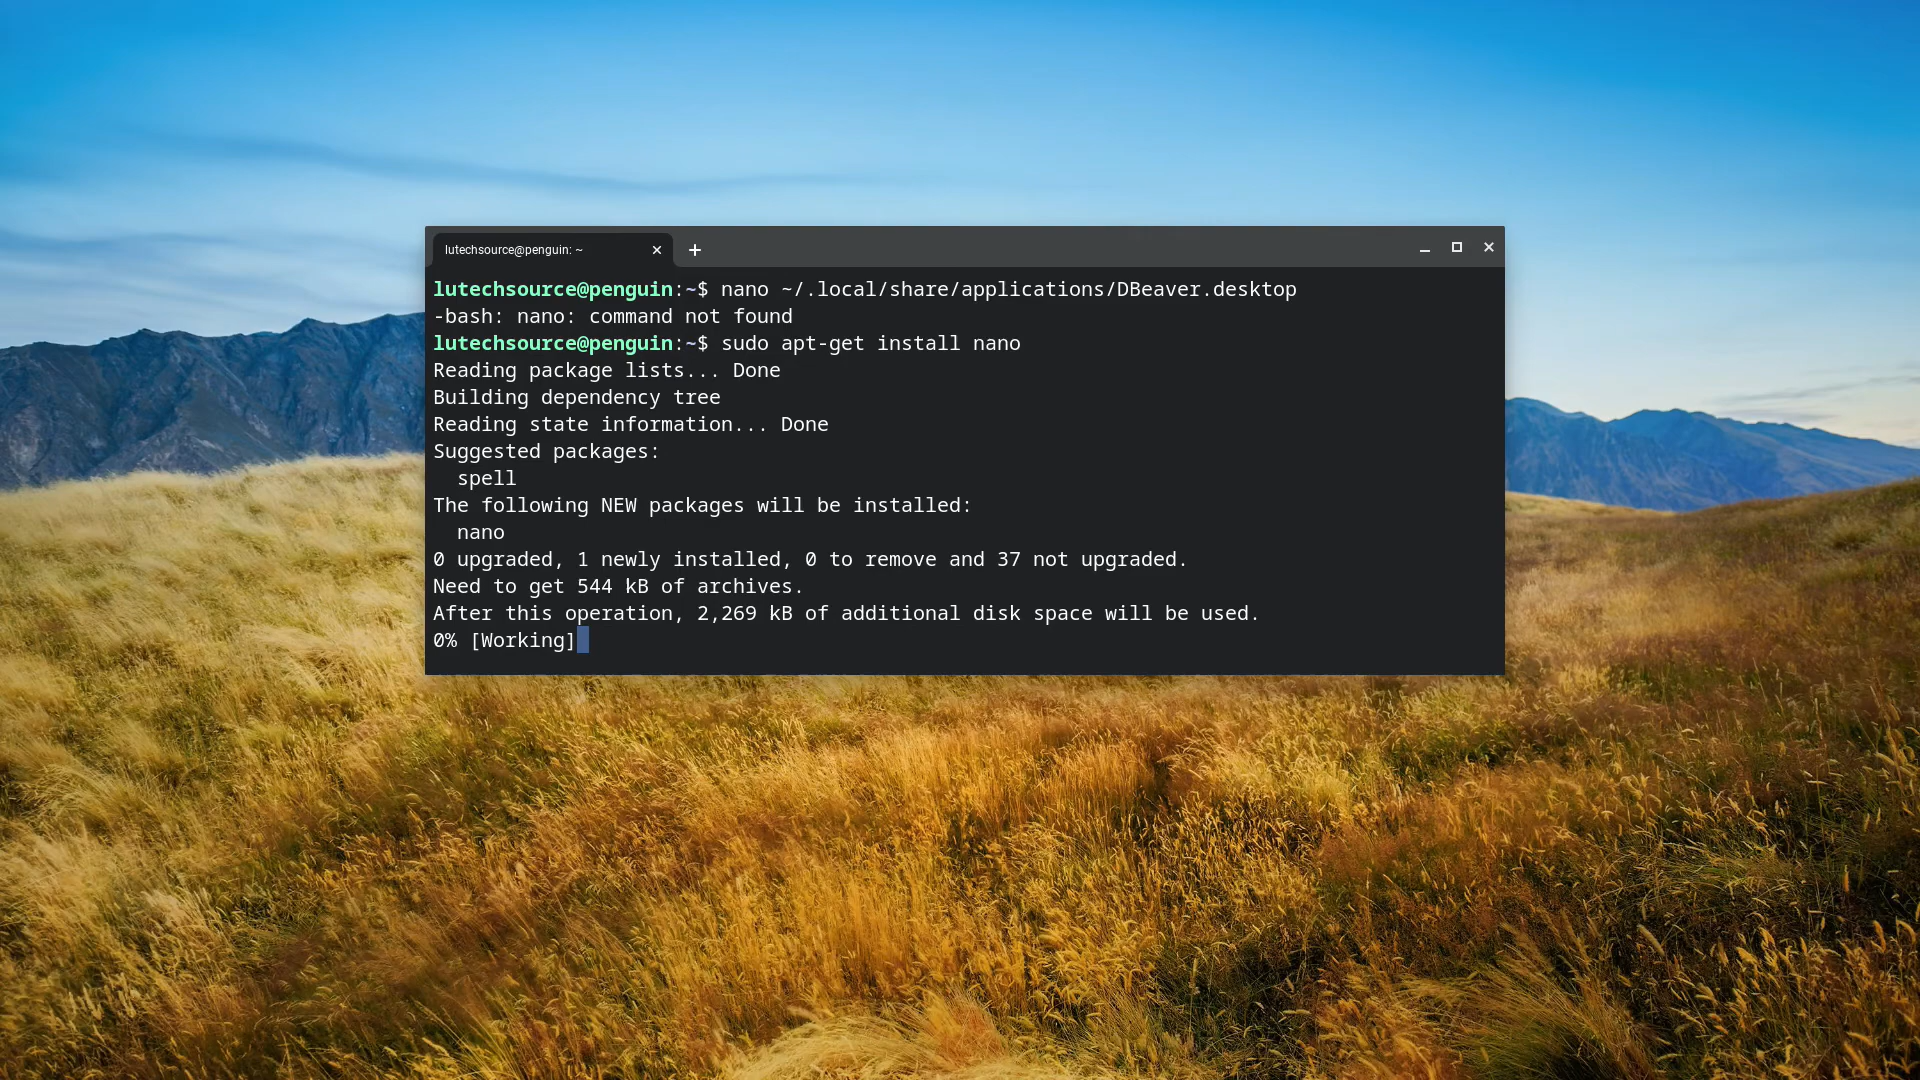 lutechsource@penguin: ~
lutechsource@penguin:~$ nano ~/.local/share/applications/DBeaver.desktop
-bash: nano: command not found
lutechsource@penguin:~$ sudo apt-get install nano
Reading package lists... Done
Building dependency tree
Reading state information... Done
Suggested packages:
  spell
The following NEW packages will be installed:
  nano
0 upgraded, 1 newly installed, 0 to remove and 37 not upgraded.
Need to get 544 kB of archives.
After this operation, 2,269 kB of additional disk space will be used.
0% [Working]